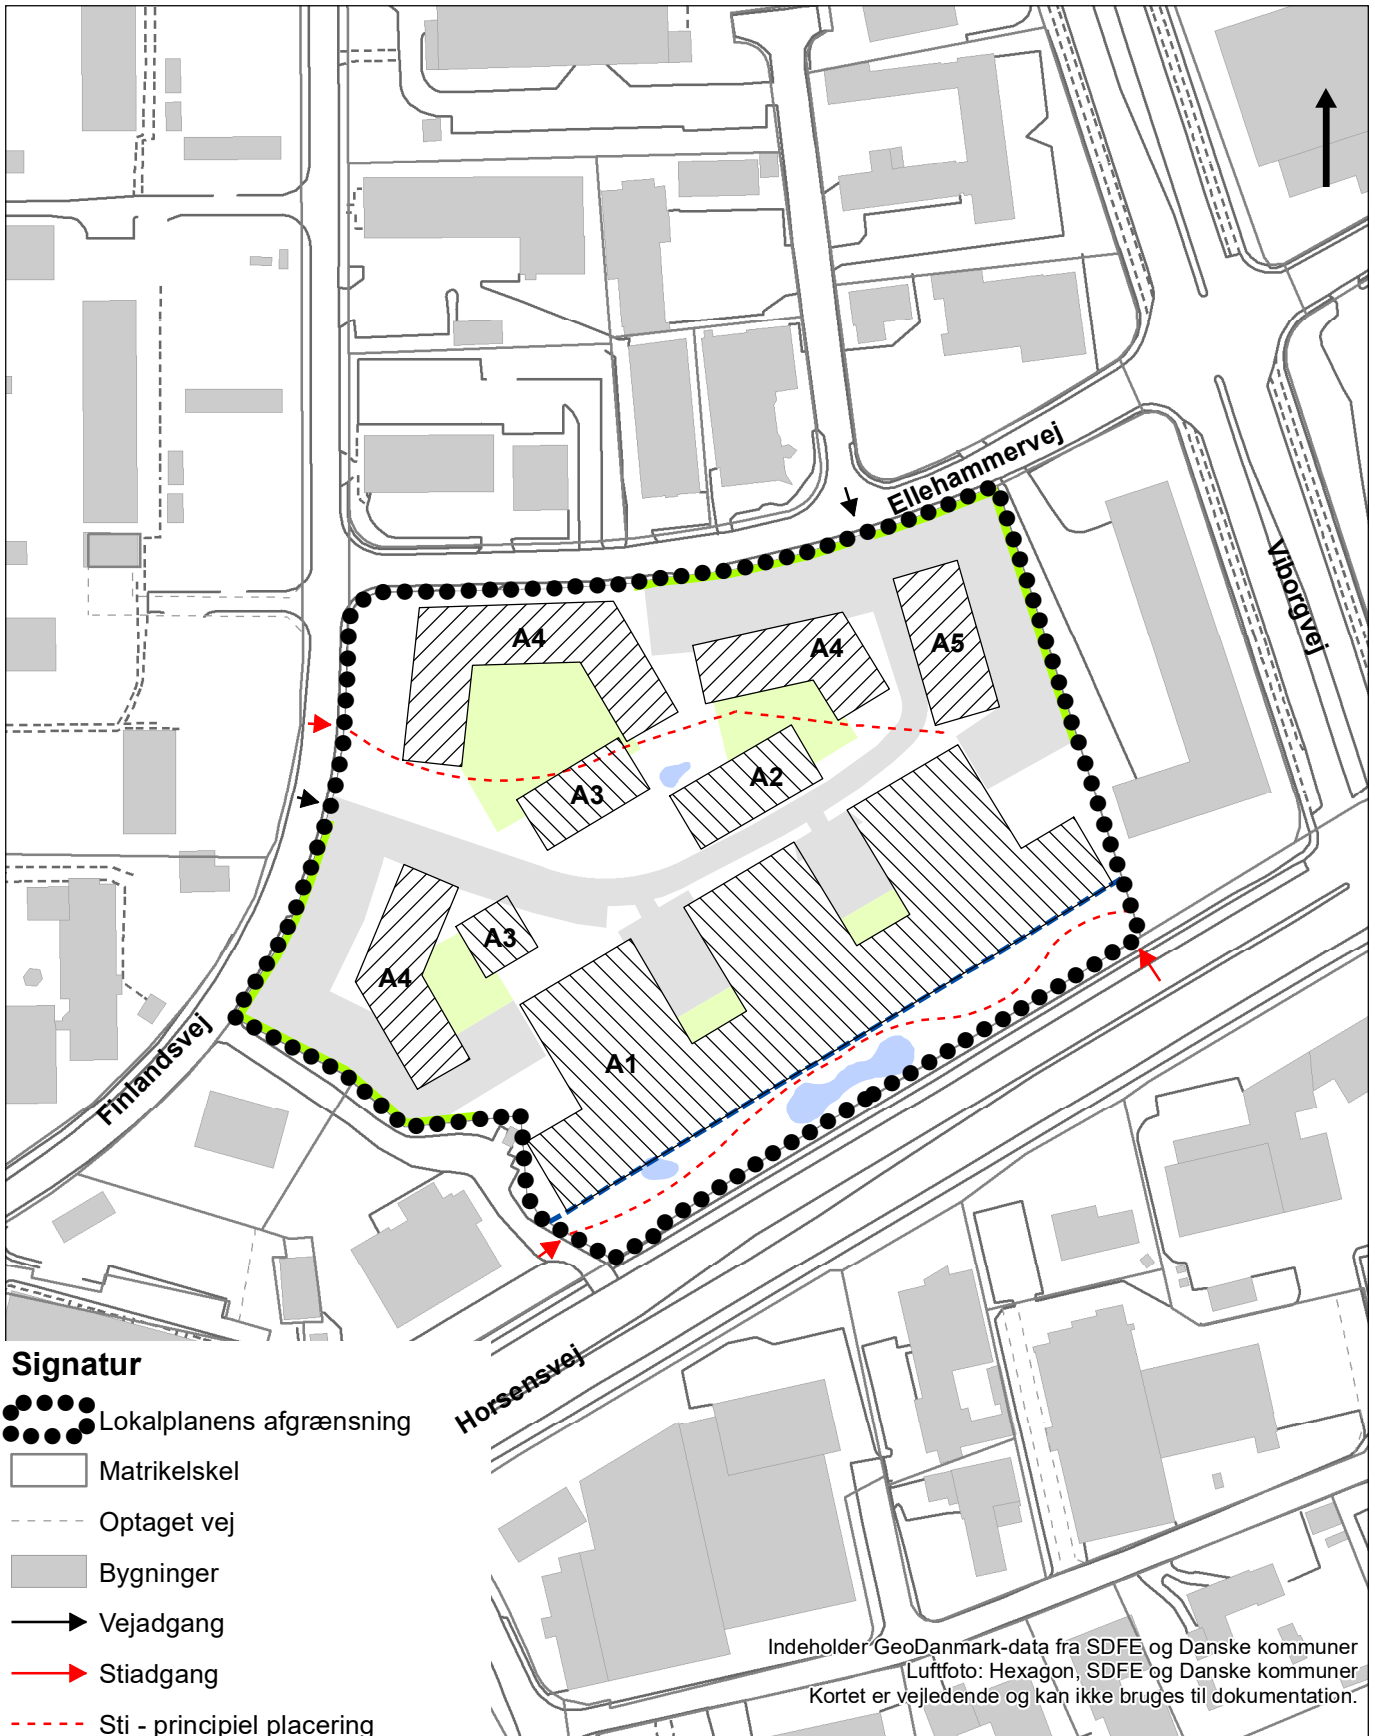 Ellehammervej
Viborgvej
A4
A4
A5
A3
A2
A3
A4
A1
Finlandsvej
Horsensvej
Signatur
Lokalplanens afgrænsning
Matrikelskel
Optaget vej
Bygninger
Vejadgang
Stiadgang
Sti - principiel placering
Indeholder GeoDanmark-data fra SDFE og Danske kommuner
Luftfoto: Hexagon, SDFE og Danske kommuner
Kortet er vejledende og kan ikke bruges til dokumentation.